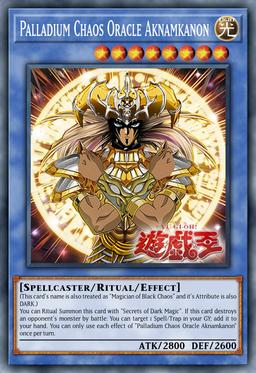 PALLADIUM CHAOS ORACLE AKNAMKANON
LIGHT
光
YU-GI-OH!
遊戯王
[SPELLCASTER/RITUAL/EFFECT]
(This card's name is also treated as "Magician of Black Chaos" and it's Attribute is also
DARK.)
You can Ritual Summon this card with "Secrets of Dark Magic". If this card destroys
an opponent's monster by battle: You can target 1 Spell/Trap in your GY; add it to
your hand. You can only use each effect of "Palladium Chaos Oracle Aknamkanon"
once per turn.
ATK/2800 DEF/2600